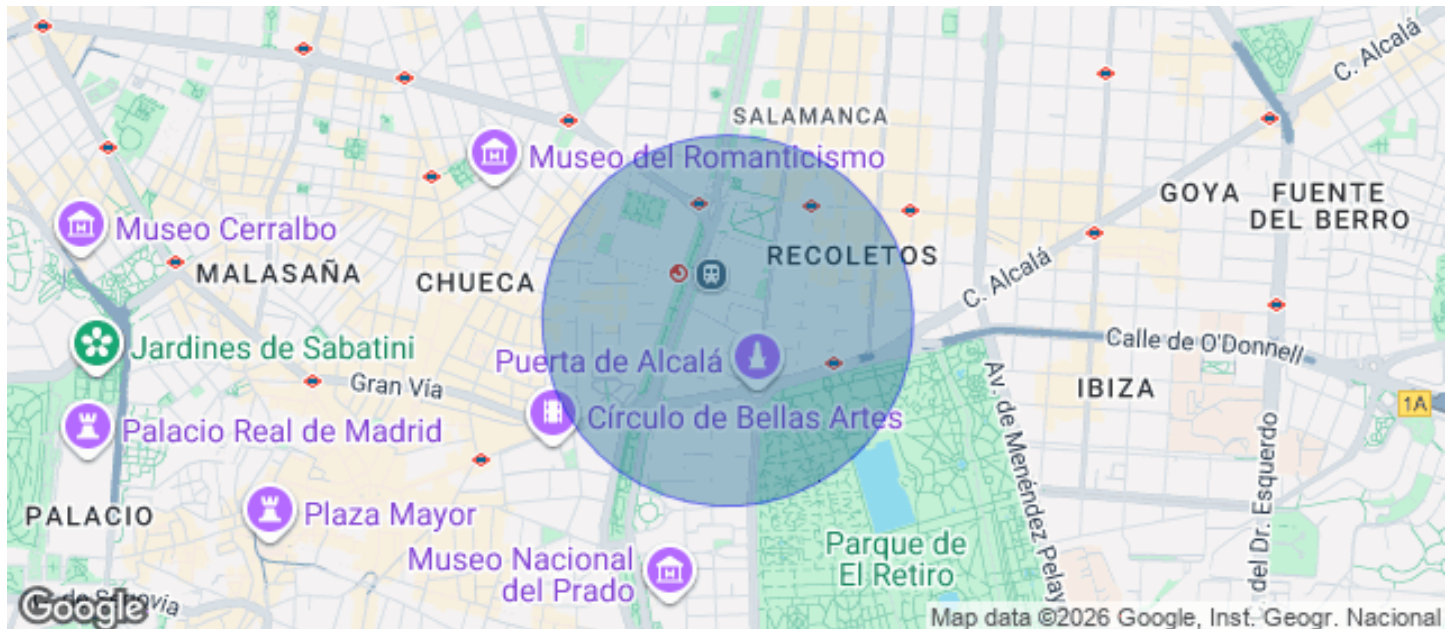 C. Alcalá
SALAMANCA
Museo del Romanticismo
GOYA
FUENTE
DEL BERRO
Museo Cerralbo
RECOLETOS
MALASAÑA
CHUECA
C. Alcalá
Calle de O'Donnell
Jardines de Sabatini
Puerta de Alcalá
Gran Vía
IBIZA
1A
Círculo de Bellas Artes
Palacio Real de Madrid
Av. de Menéndez Pelay
del Dr. Esquerdo
Plaza Mayor
PALACIO
Museo Nacional
del Prado
Parque de
El Retiro
Google
Map data ©2026 Google, Inst. Geogr. Nacional